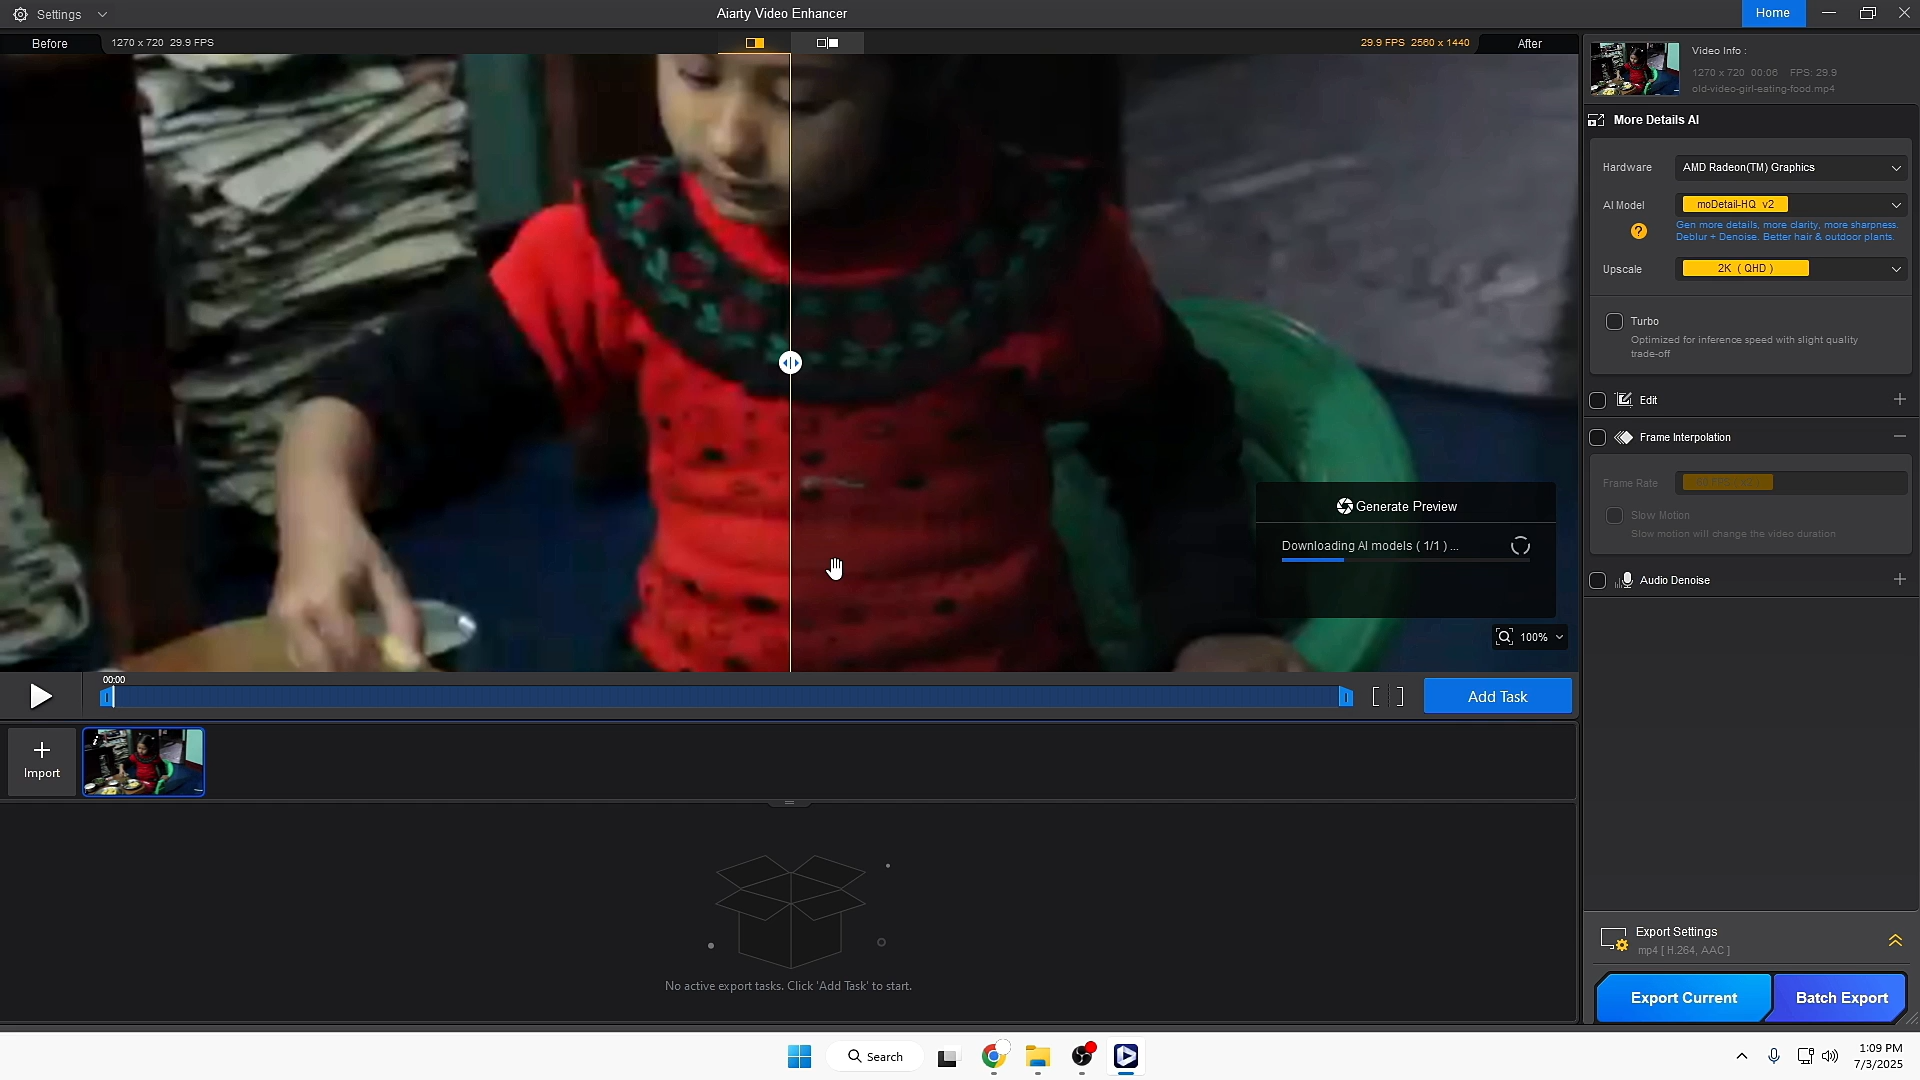 Settings
Aiarty Video Enhancer
Home
Before
1270 x 720 29.9 FPS
29.9 FPS 2560 x 1440
After
Video Info :
1270 x 720 00:06 FPS: 29.9
old-video-girl-eating-food.mp4
More Details AI
Hardware
AMD Radeon(TM) Graphics
AI Model
moDetail-HQ v2
?
Gen more details, more clarity, more sharpness.
Deblur + Denoise. Better hair & outdoor plants.
Upscale
2K ( QHD )
Turbo
Optimized for inference speed with slight quality
trade-off
Edit
Frame Interpolation
Frame Rate
Slow Motion
Slow motion will change the video duration
Generate Preview
Downloading AI models ( 1/1 ) ...
Audio Denoise
100%
00:00
Add Task
Import
No active export tasks. Click 'Add Task' to start.
Export Settings
mp4 [ H.264, AAC ]
Export Current
Batch Export
Search
1:09 PM
7/3/2025